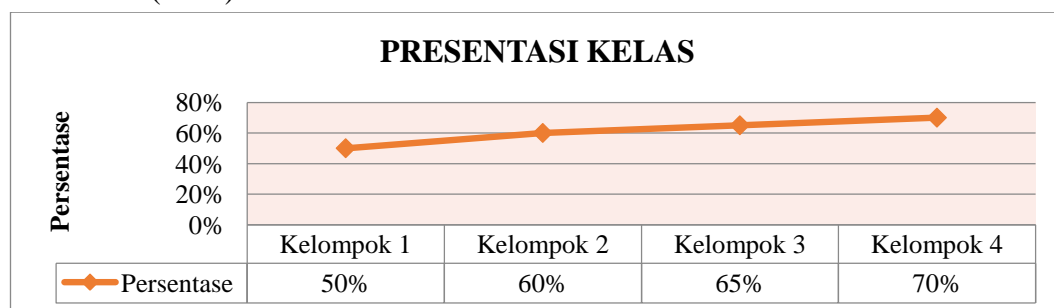 PRESENTASI KELAS
Persentase
80%
60%
40%
20%
0%
Kelompok 1 Kelompok 2 Kelompok 3 Kelompok 4
Persentase 50% 60% 65% 70%